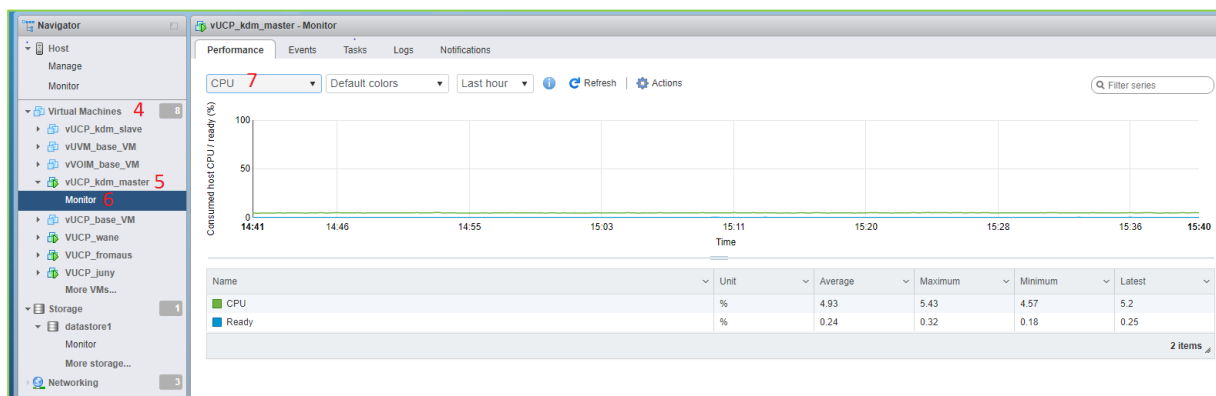 Navigator
Host
Manage
Monitor
Virtual Machines 4 8
vUCP_kdm_slave
vUVM_base_VM
vVOIM_base_VM
vUCP_kdm_master 5
Monitor 6
vUCP_base_VM
VUCP_wane
VUCP_fromaus
VUCP_juny
More VMs...
Storage 1
datastore1
Monitor
More storage...
Networking 3
vUCP_kdm_master - Monitor
Performance Events Tasks Logs Notifications
CPU 7 Default colors Last hour Refresh Actions Filter series
Consumed host CPU / ready (%)
100
50
0
14:41 14:46 14:55 15:03 15:11 15:20 15:28 15:36 15:40
Time
Name Unit Average Maximum Minimum Latest
CPU % 4.93 5.43 4.57 5.2
Ready % 0.24 0.32 0.18 0.25
2 items